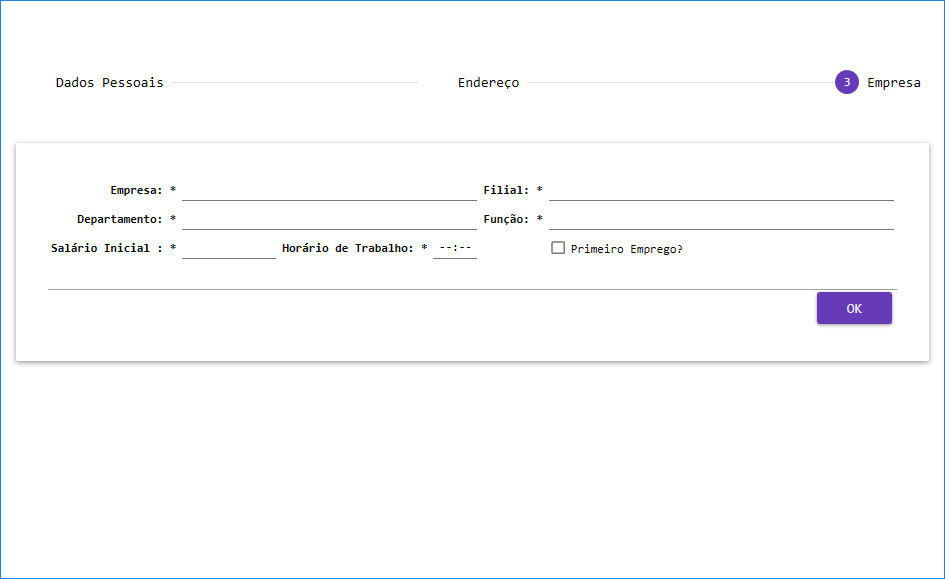 Dados Pessoais Endereço 3 Empresa
Empresa: * Filial: *
Departamento: * Função: *
Salário Inicial : * Horário de Trabalho: * --:-- Primeiro Emprego?
OK